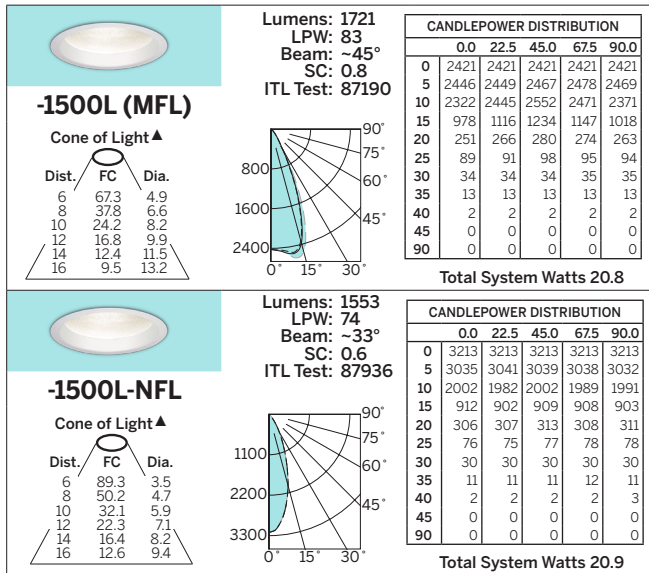 -1500L (MFL)
Cone of Light▲
Dist. FC Dia.
6 67.3 4.9
8 37.8 6.6
10 24.2 8.2
12 16.8 9.9
14 12.4 11.5
16 9.5 13.2
Lumens: 1721
LPW: 83
Beam: ~45°
SC: 0.8
ITL Test: 87190
90°
75°
60°
45°
800
1600
2400
0° 15° 30°
CANDLEPOWER DISTRIBUTION
0.0 22.5 45.0 67.5 90.0
0 2421 2421 2421 2421 2421
5 2446 2449 2467 2478 2469
10 2322 2445 2552 2471 2371
15 978 1116 1234 1147 1018
20 251 266 280 274 263
25 89 91 98 95 94
30 34 34 34 35 35
35 13 13 13 13 13
40 2 2 2 2 2
45 0 0 0 0 0
90 0 0 0 0 0
Total System Watts 20.8
-1500L-NFL
Cone of Light▲
Dist. FC Dia.
6 89.3 3.5
8 50.2 4.7
10 32.1 5.9
12 22.3 7.1
14 16.4 8.2
16 12.6 9.4
Lumens: 1553
LPW: 74
Beam: ~33°
SC: 0.6
ITL Test: 87936
90°
75°
60°
45°
1100
2200
3300
0° 15° 30°
CANDLEPOWER DISTRIBUTION
0.0 22.5 45.0 67.5 90.0
0 3213 3213 3213 3213 3213
5 3035 3041 3039 3038 3032
10 2002 1982 2002 1989 1991
15 912 902 909 908 903
20 306 307 313 308 311
25 76 75 77 78 78
30 30 30 30 30 30
35 11 11 11 12 11
40 2 2 2 2 3
45 0 0 0 0 0
90 0 0 0 0 0
Total System Watts 20.9